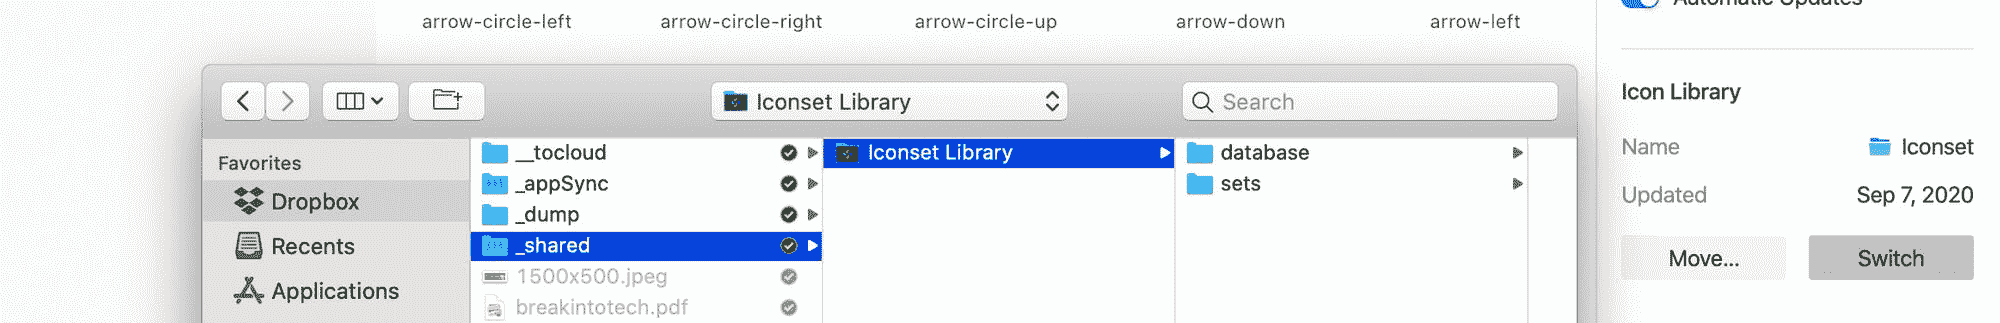 arrow-circle-left arrow-circle-right arrow-circle-up arrow-down arrow-left
Automatic Updates
Iconset Library
Search
Favorites
Dropbox
Recents
Applications
__tocloud
_appSync
_dump
_shared
1500x500.jpeg
breakintotech.pdf
Iconset Library
database
sets
Icon Library
Name Iconset
Updated Sep 7, 2020
Move... Switch